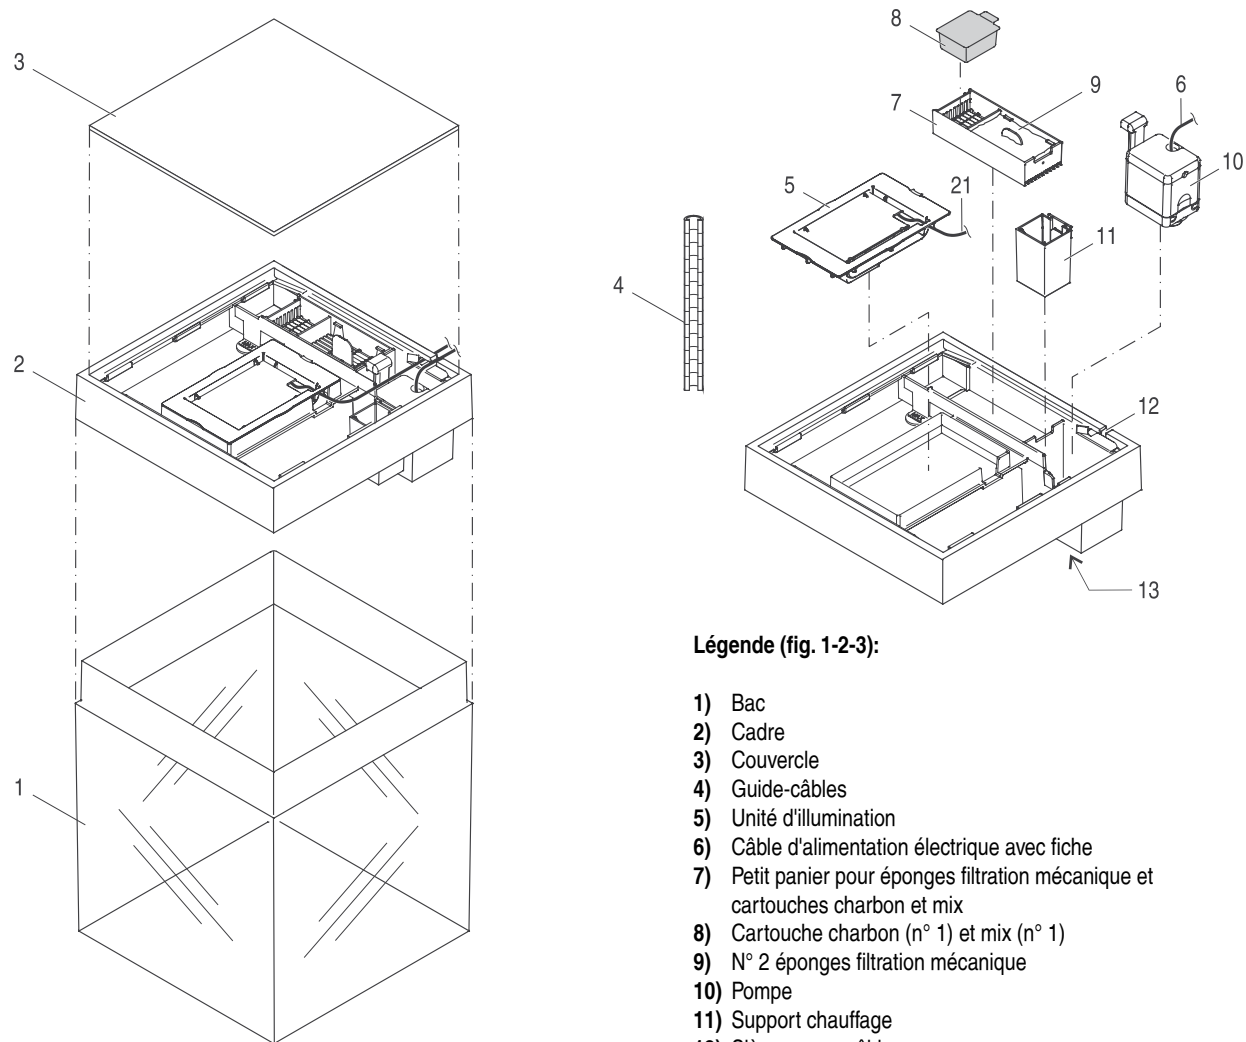 3
2
1
8
9
6
7
10
5
21
11
4
12
13
Légende (fig. 1-2-3):
1) Bac
2) Cadre
3) Couvercle
4) Guide-câbles
5) Unité d'illumination
6) Câble d'alimentation électrique avec fiche
7) Petit panier pour éponges filtration mécanique et
cartouches charbon et mix
8) Cartouche charbon (n° 1) et mix (n° 1)
9) N° 2 éponges filtration mécanique
10) Pompe
11) Support chauffage